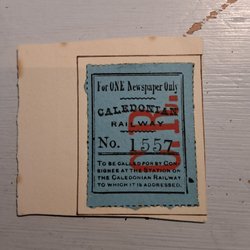 For ONE Newspaper Only
CALEDONIAN
RAILWAY
No. 1557
C.R.
TO BE CALLED FOR BY CON-
SIGNEE AT THE STATION ON
THE CALEDONIAN RAILWAY
TO WHICH IT IS ADDRESSED.